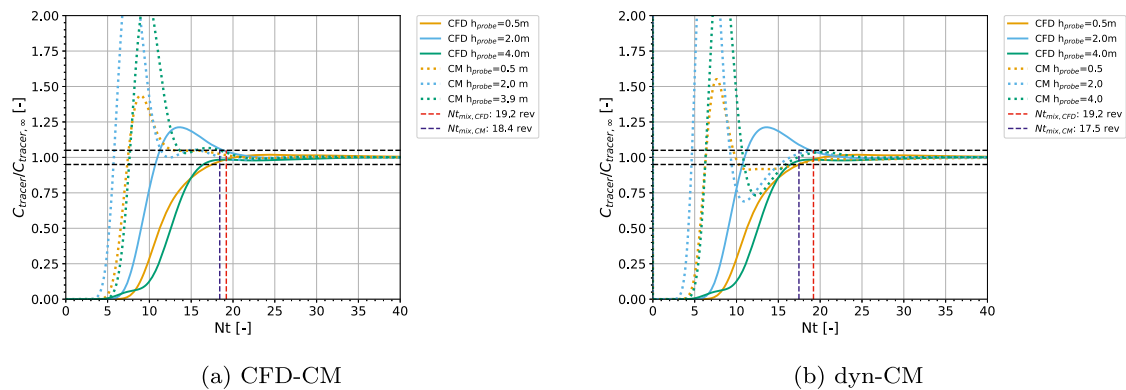 2.00
1.75
1.50
1.25
1.00
0.75
0.50
0.25
0.00
C_tracer/C_tracer,∞ [-]
0 5 10 15 20 25 30 35 40
Nt [-]
CFD h_probe=0.5m
CFD h_probe=2.0m
CFD h_probe=4.0m
CM h_probe=0.5 m
CM h_probe=2.0 m
CM h_probe=3.9 m
Nt_mix,CFD: 19.2 rev
Nt_mix,CM: 18.4 rev
(a) CFD-CM
2.00
1.75
1.50
1.25
1.00
0.75
0.50
0.25
0.00
C_tracer/C_tracer,∞ [-]
0 5 10 15 20 25 30 35 40
Nt [-]
CFD h_probe=0.5m
CFD h_probe=2.0m
CFD h_probe=4.0m
CM h_probe=0.5
CM h_probe=2.0
CM h_probe=4.0
Nt_mix,CFD: 19.2 rev
Nt_mix,CM: 17.5 rev
(b) dyn-CM